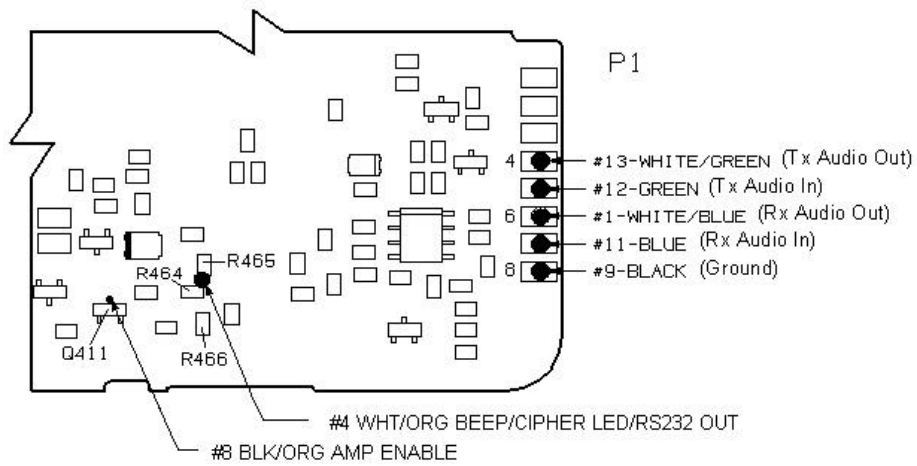 P1
4 #13-WHITE/GREEN (Tx Audio Out)
#12-GREEN (Tx Audio In)
6 #1-WHITE/BLUE (Rx Audio Out)
#11-BLUE (Rx Audio In)
8 #9-BLACK (Ground)
R465
R464
Q411
R466
#4 WHT/ORG BEEP/CIPHER LED/RS232 OUT
#8 BLK/ORG AMP ENABLE